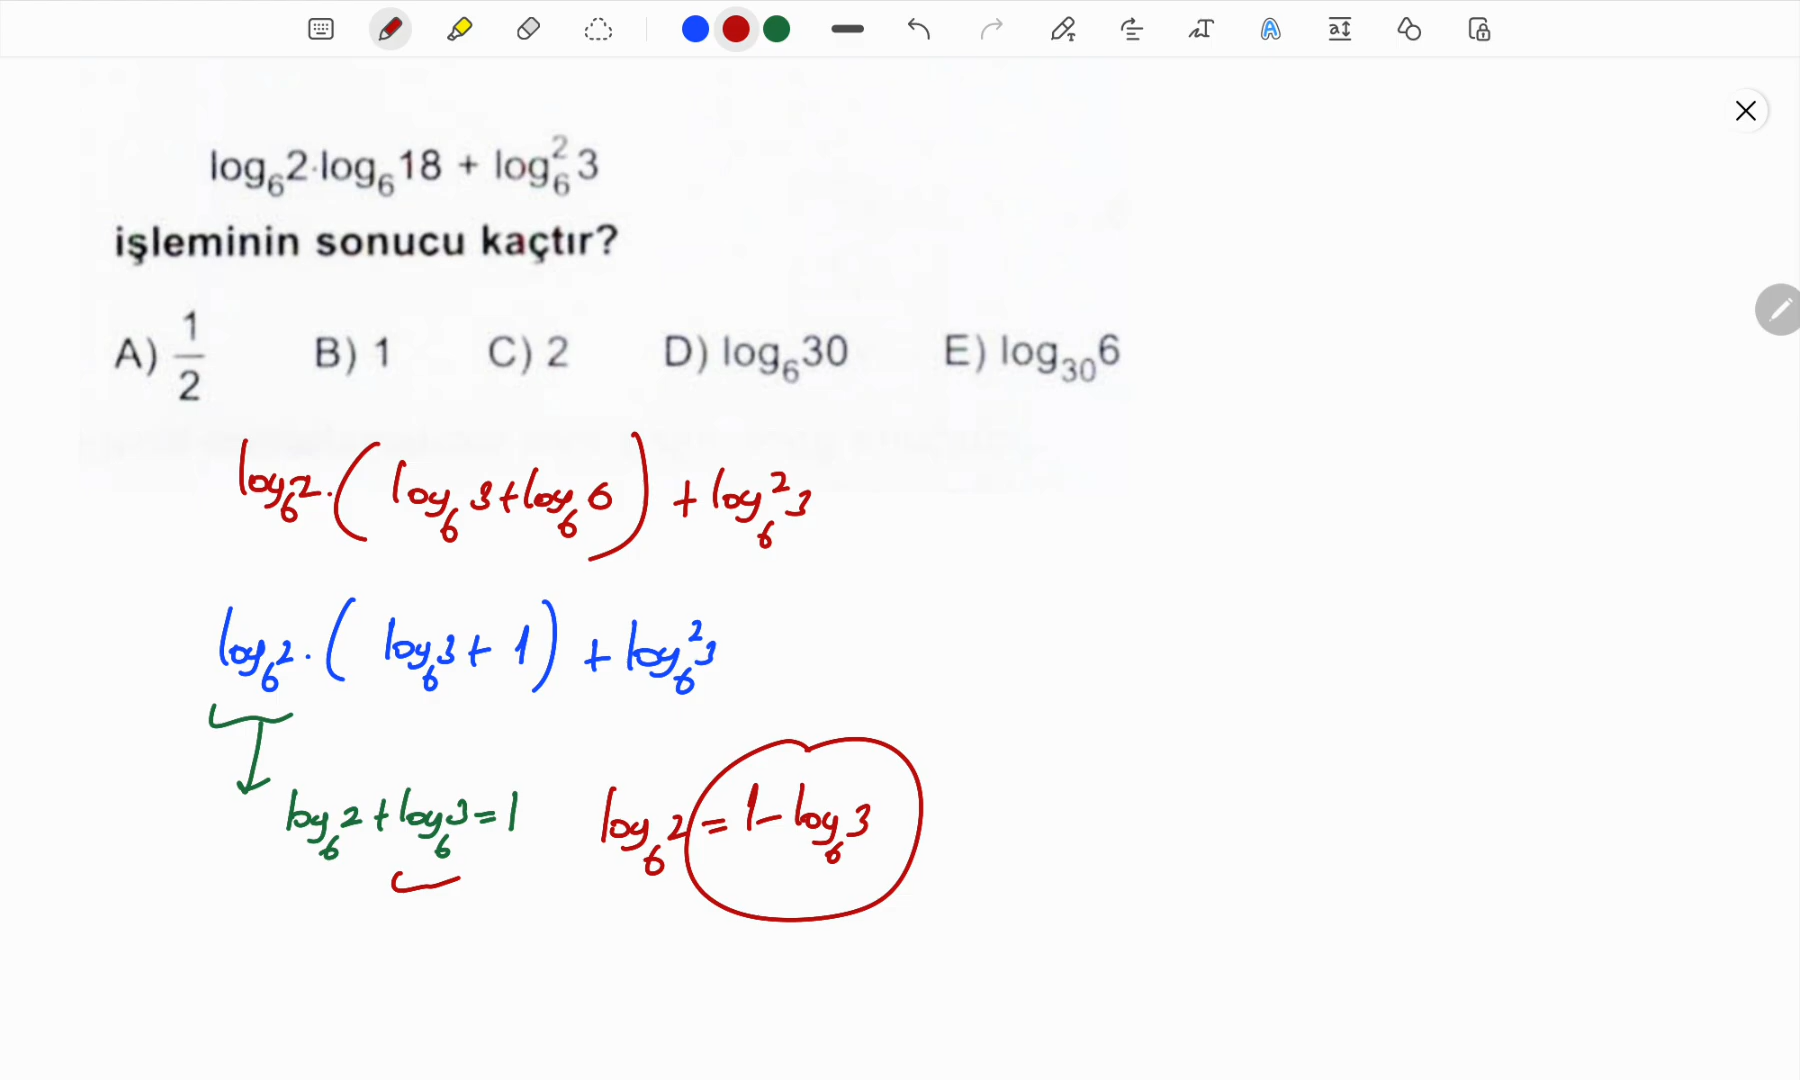 log₆2·log₆18 + log₆²3
işleminin sonucu kaçtır?
A) 1/2 B) 1 C) 2 D) log₆30 E) log₃₀6
log₆2·(log₆3+log₆6)+log₆²3
log₆2·(log₆3+1)+log₆²3
log₆2+log₆3=1 log₆2=1-log₆3